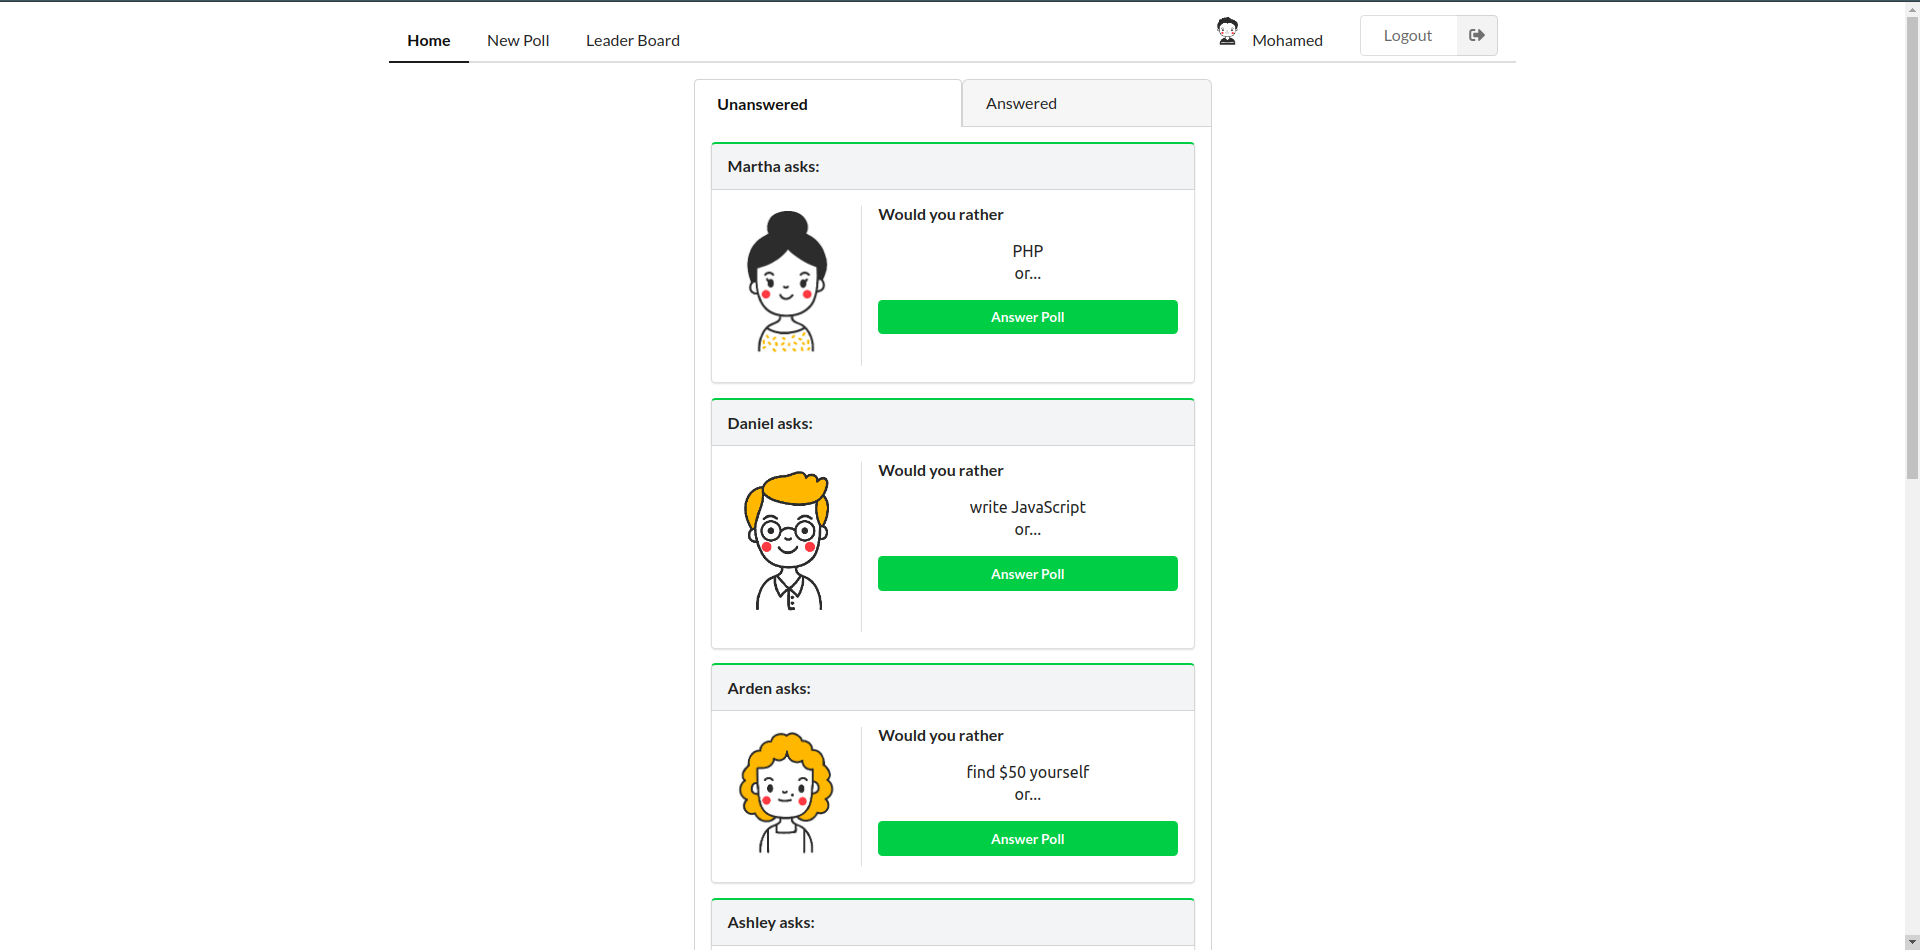 Home
New Poll
Leader Board
Mohamed
Logout
Unanswered
Answered
Martha asks:
Would you rather
PHP
or...
Answer Poll
Daniel asks:
Would you rather
write JavaScript
or...
Answer Poll
Arden asks:
Would you rather
find $50 yourself
or...
Answer Poll
Ashley asks: